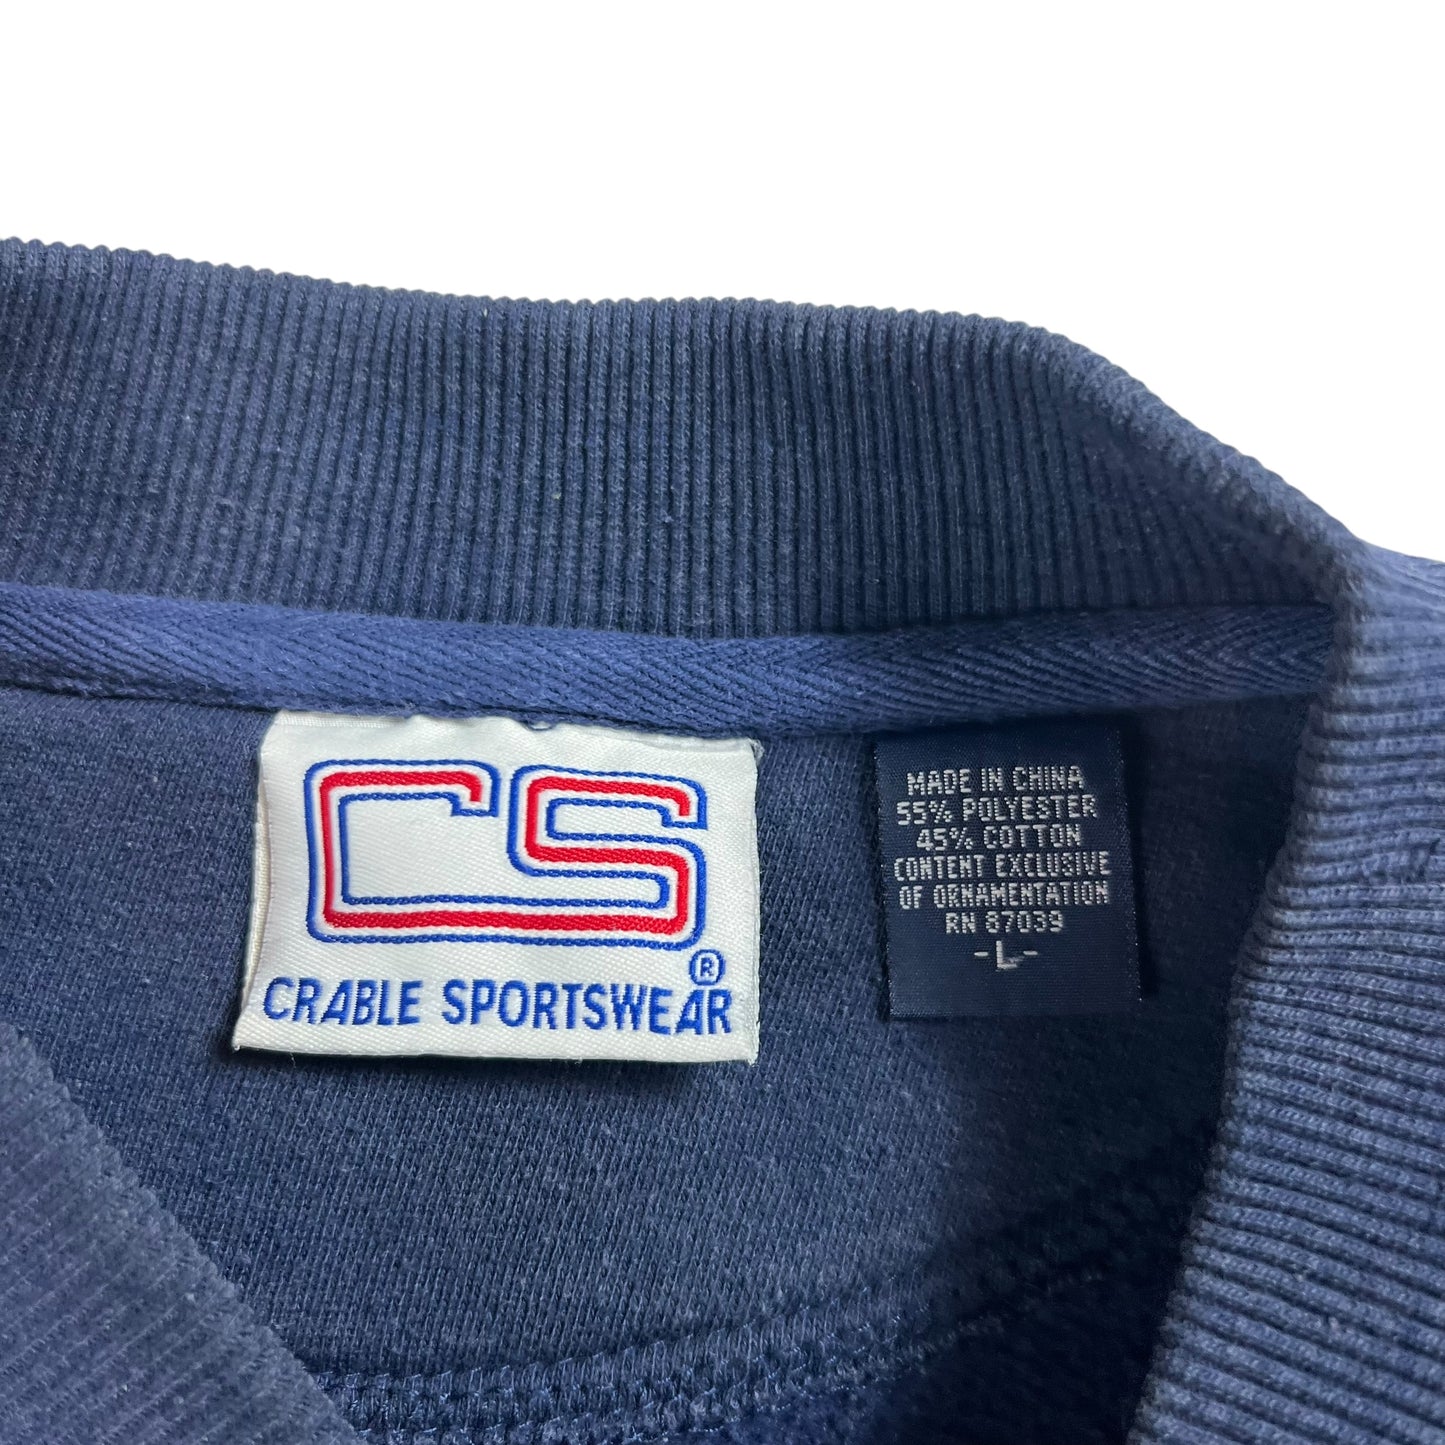 CS
®
CRABLE SPORTSWEAR
MADE IN CHINA
55% POLYESTER
45% COTTON
CONTENT EXCLUSIVE
OF ORNAMENTATION
RN 87039
-L-